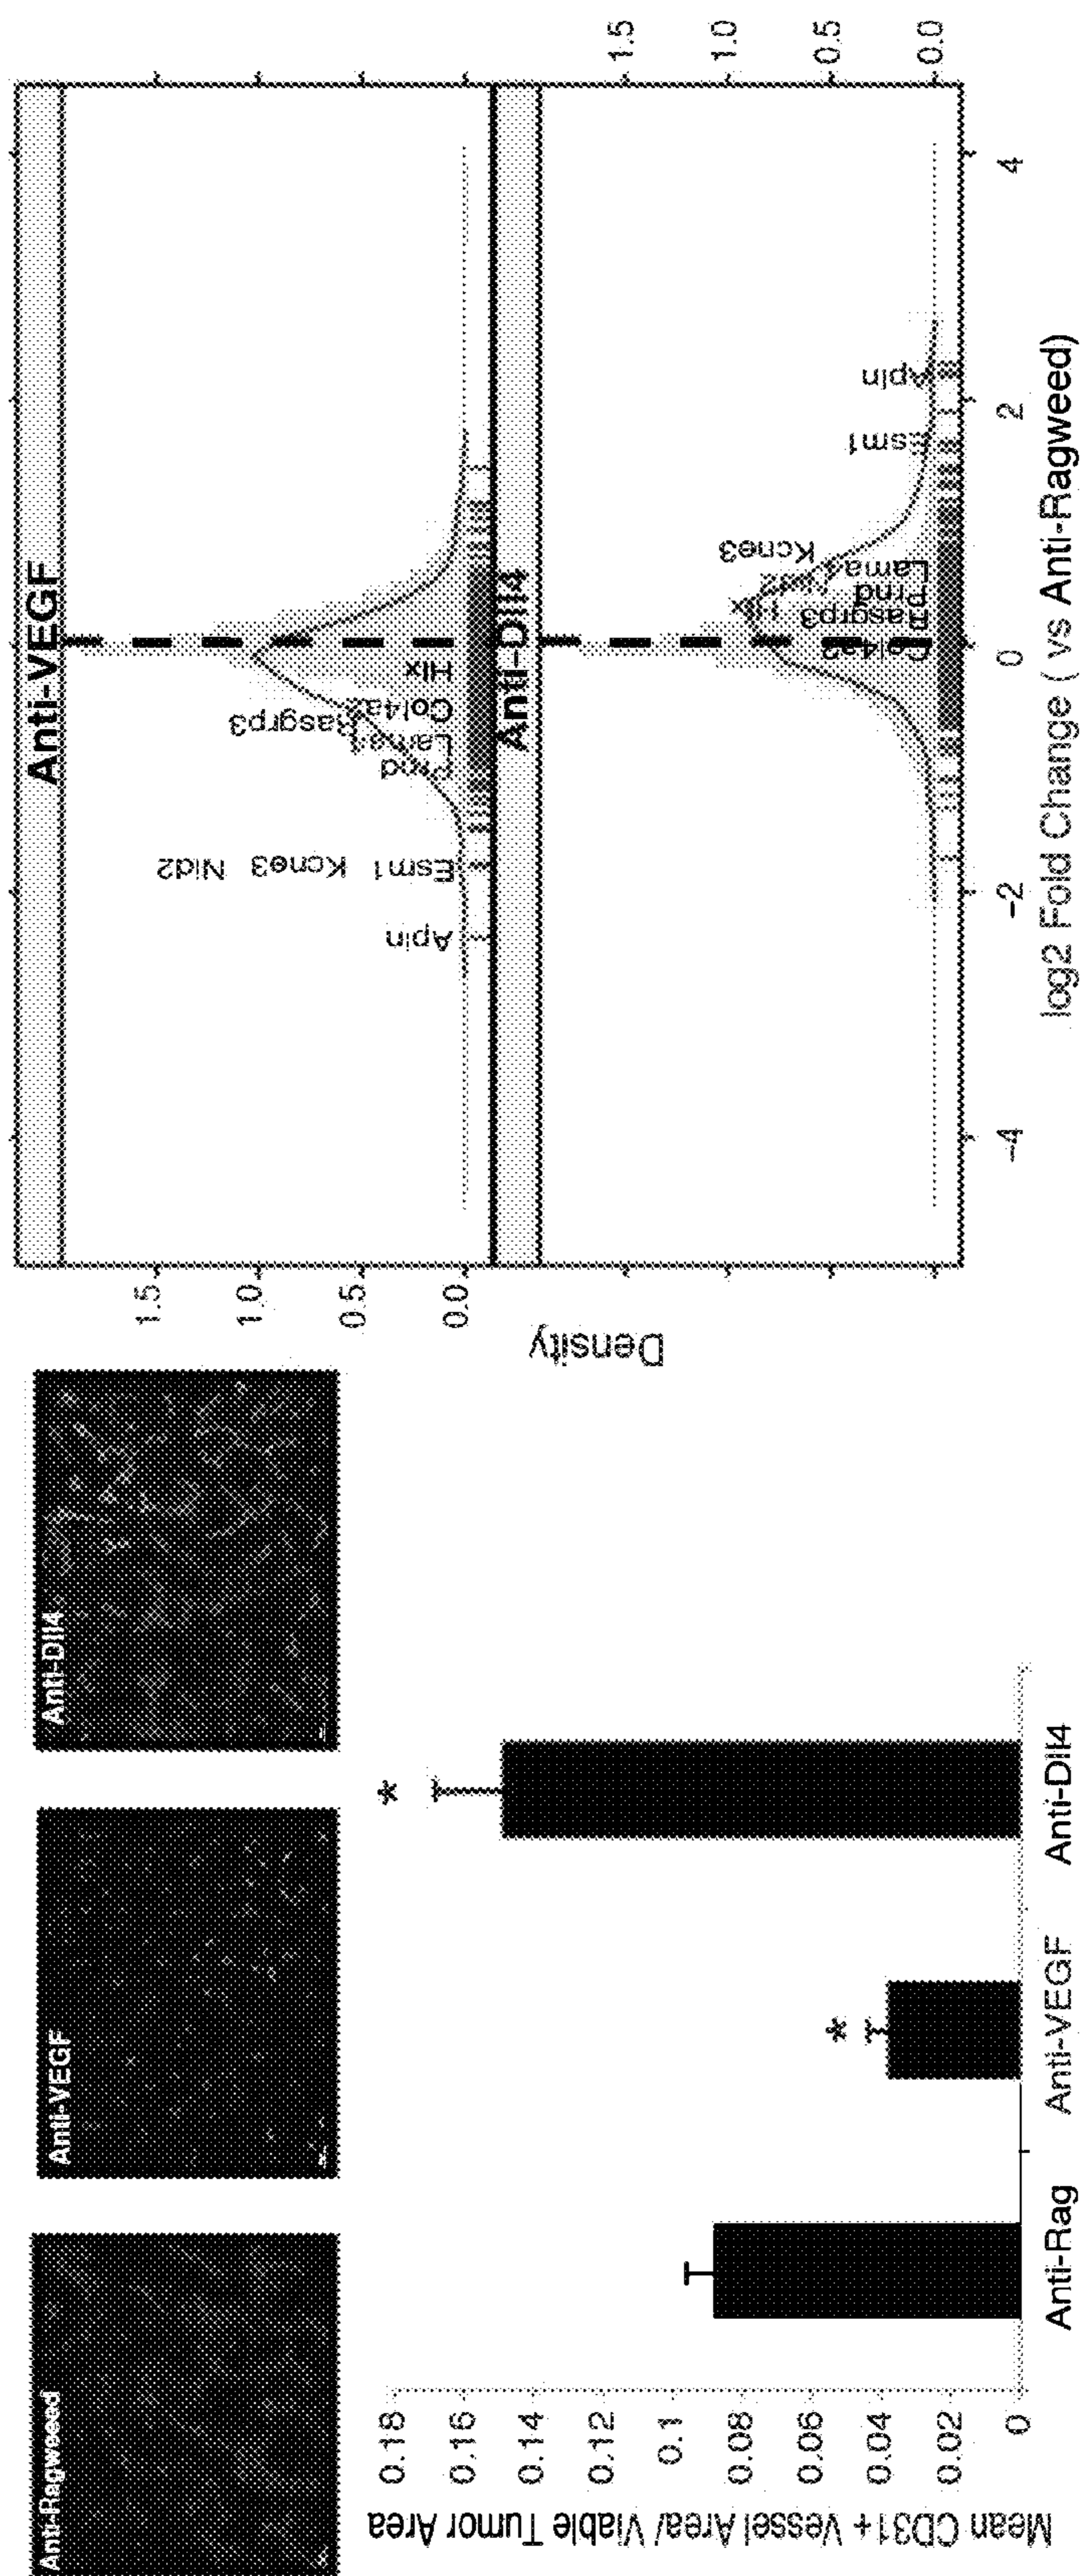 Anti-Ragweed
Anti-VEGF
Anti-Dll4
Mean CD31+ Vessel Area/ Viable Tumor Area
0.18
0.16
0.14
0.12
0.1
0.08
0.06
0.04
0.02
0
*
*
Anti-Rag
Anti-VEGF
Anti-Dll4
Density
1.5
1.0
0.5
0.0
Anti-VEGF
Apln
Esm1 Kcne3 Nid2
Prnd
Lama4
Col4a2
Rasgrp3
Hlx
Anti-Dll4
Col4a2
Rasgrp3
Prnd
Lama4
Hlx
Kcne3
Esm1
Apln
1.5
1.0
0.5
0.0
-4
-2
0
2
4
log2 Fold Change ( vs Anti-Ragweed)